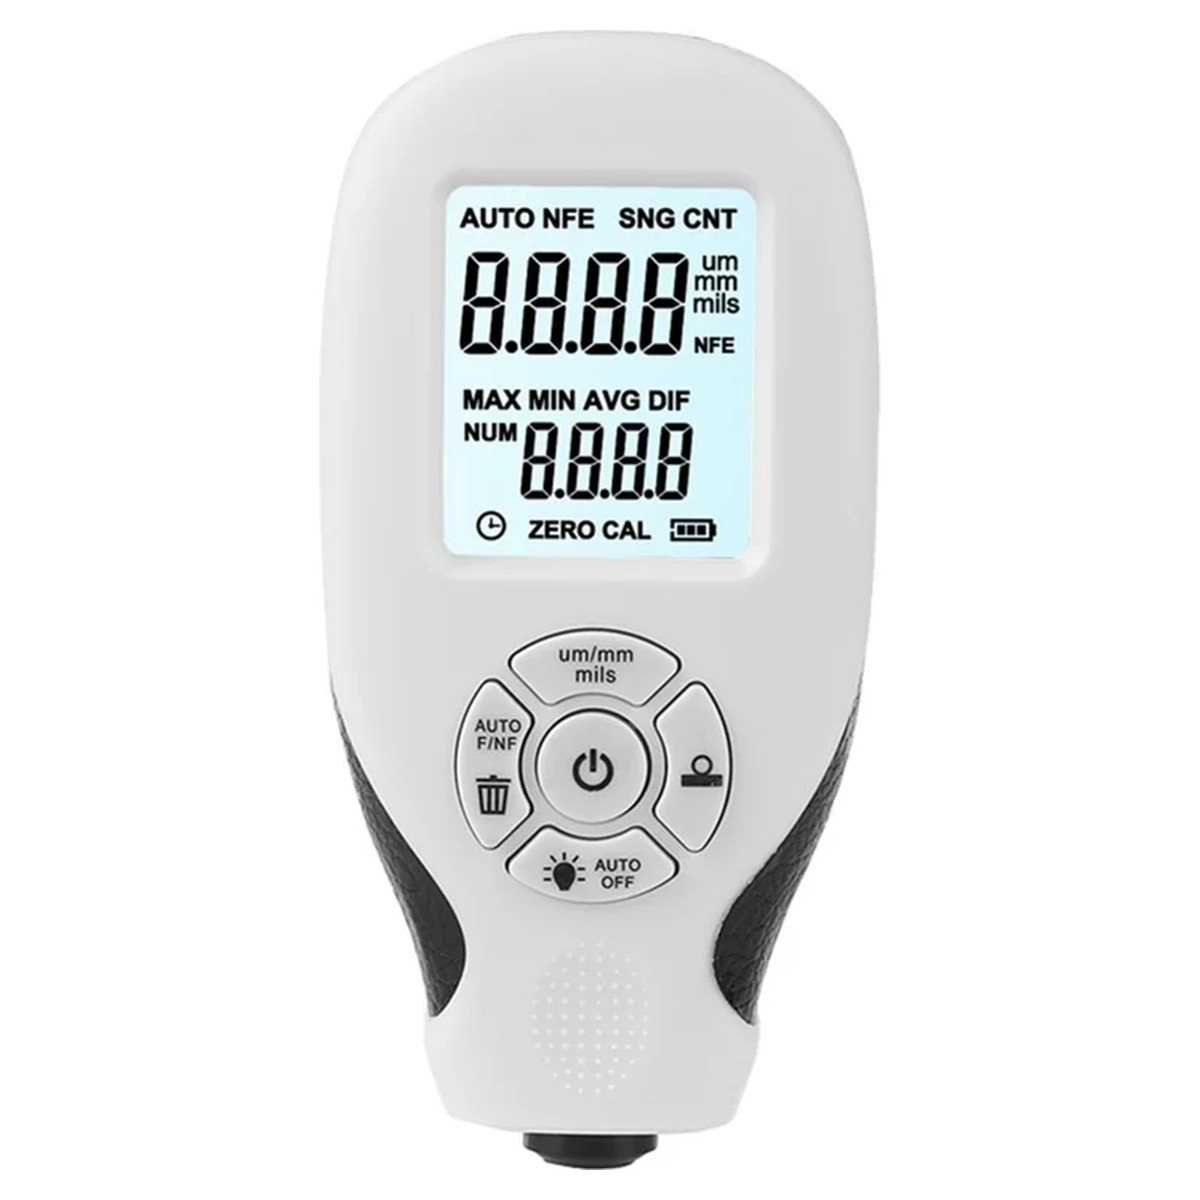 AUTO NFE SNG CNT
8.8.8.8 um
mm
mils
NFE
MAX MIN AVG DIF
NUM 8.8.8.8
ZERO CAL
um/mm
mils
AUTO
F/NF
AUTO
OFF